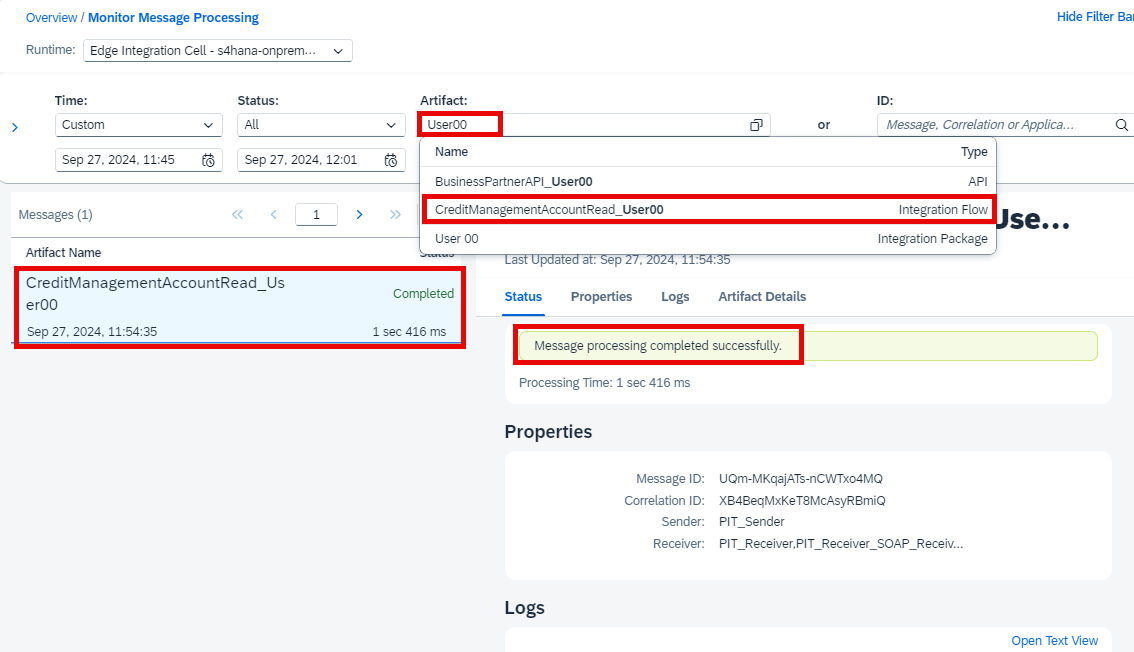 Overview / Monitor Message Processing
Hide Filter Bar
Runtime: Edge Integration Cell - s4hana-onprem...
Time:
Status:
Artifact:
ID:
Custom
All
User00
or
Message, Correlation or Applica...
Sep 27, 2024, 11:45
Sep 27, 2024, 12:01
Name
Type
BusinessPartnerAPI_User00
API
CreditManagementAccountRead_User00
Integration Flow
User 00
Integration Package
Messages (1)
1
Artifact Name
Status
CreditManagementAccountRead_Us
er00
Completed
Sep 27, 2024, 11:54:35
1 sec 416 ms
Use...
Last Updated at: Sep 27, 2024, 11:54:35
Status
Properties
Logs
Artifact Details
Message processing completed successfully.
Processing Time: 1 sec 416 ms
Properties
Message ID: UQm-MKqajATs-nCWTxo4MQ
Correlation ID: XB4BeqMxKeT8McAsyRBmiQ
Sender: PIT_Sender
Receiver: PIT_Receiver,PIT_Receiver_SOAP_Receiv...
Logs
Open Text View